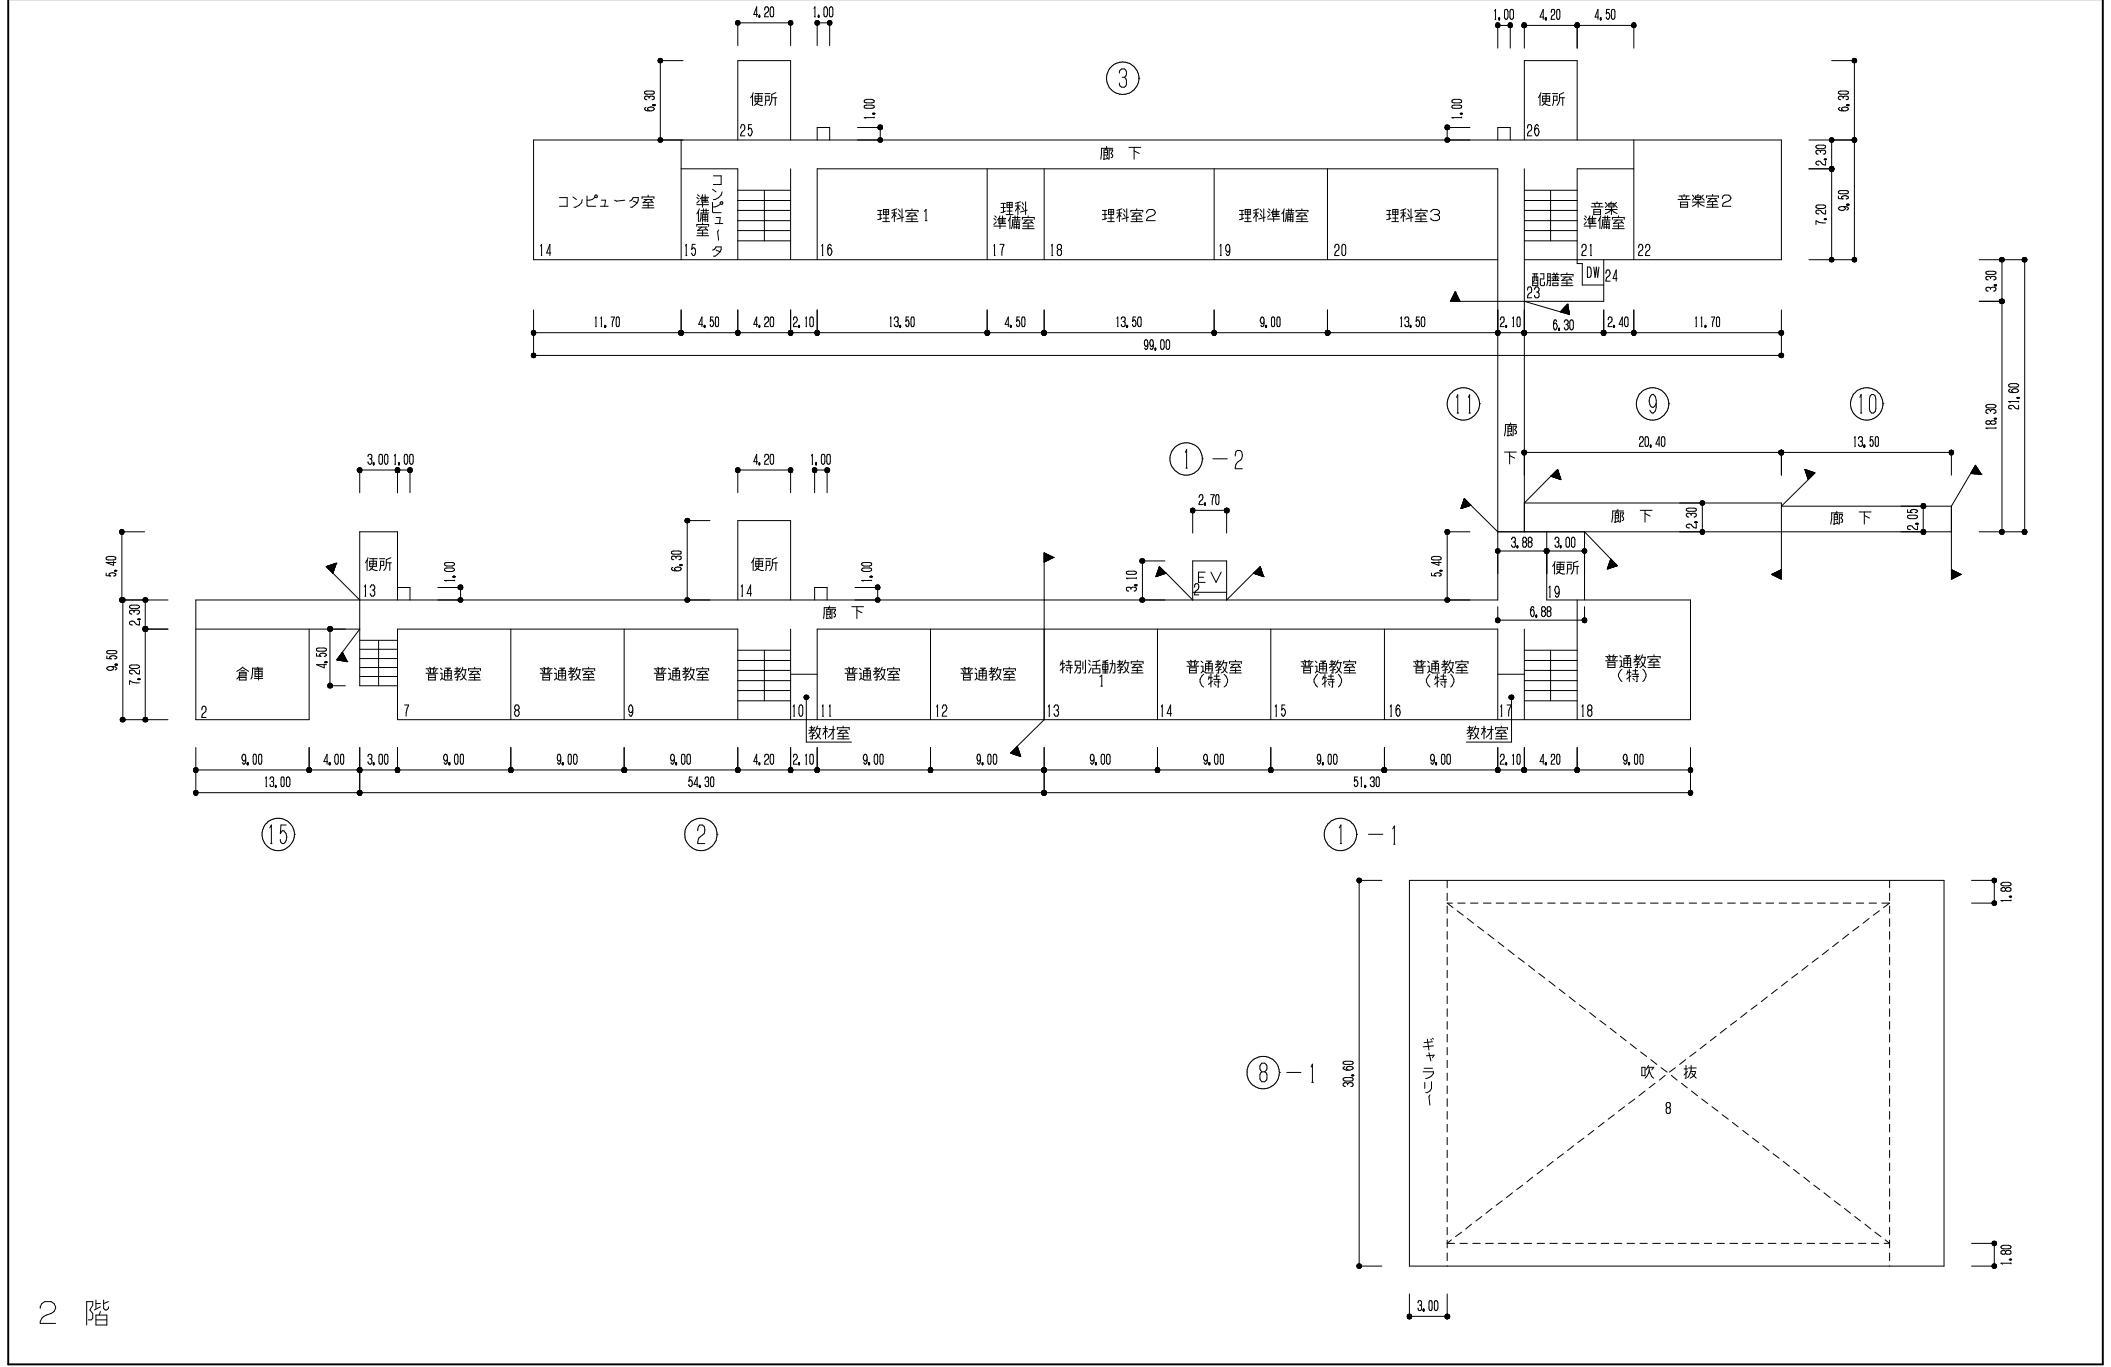 4.20 1.00 1.00 4.20 4.50
③
6.30 便所 25 1.00 1.00 便所 26 6.30
廊 下 2.30
コンピュータ室 14
コンピュータ
準備室 15
理科室1 16
理科
準備室 17
理科室2 18
理科準備室 19
理科室3 20
音楽
準備室 21
音楽室2 22
7.20 9.50
配膳室 23 DW 24
3.30
11.70 4.50 4.20 2.10 13.50 4.50 13.50 9.00 13.50 2.10 6.30 2.40 11.70
99.00
⑪ ⑨ ⑩
18.30 21.60
廊
下
20.40 13.50
3.00 1.00 4.20 1.00 ①-2
2.70
廊 下 2.30 廊 下 2.05
5.40 便所 13 1.00 6.30 便所 14 1.00 3.10 EV 2 5.40 3.88 3.00
便所 19
6.88
廊 下
2.30 9.50 7.20 4.50
倉庫 2
普通教室 7
普通教室 8
普通教室 9
10
普通教室 11
普通教室 12
特別活動教室
1
13
普通教室
(特)
14
普通教室
(特)
15
普通教室
(特)
16
17
普通教室
(特)
18
教材室 教材室
9.00 4.00 3.00 9.00 9.00 9.00 4.20 2.10 9.00 9.00 9.00 9.00 9.00 9.00 2.10 4.20 9.00
13.00 54.30 51.30
⑮ ② ①-1
1.80
⑧-1 30.60
ギャラリー
吹 抜
8
1.80
3.00
2 階